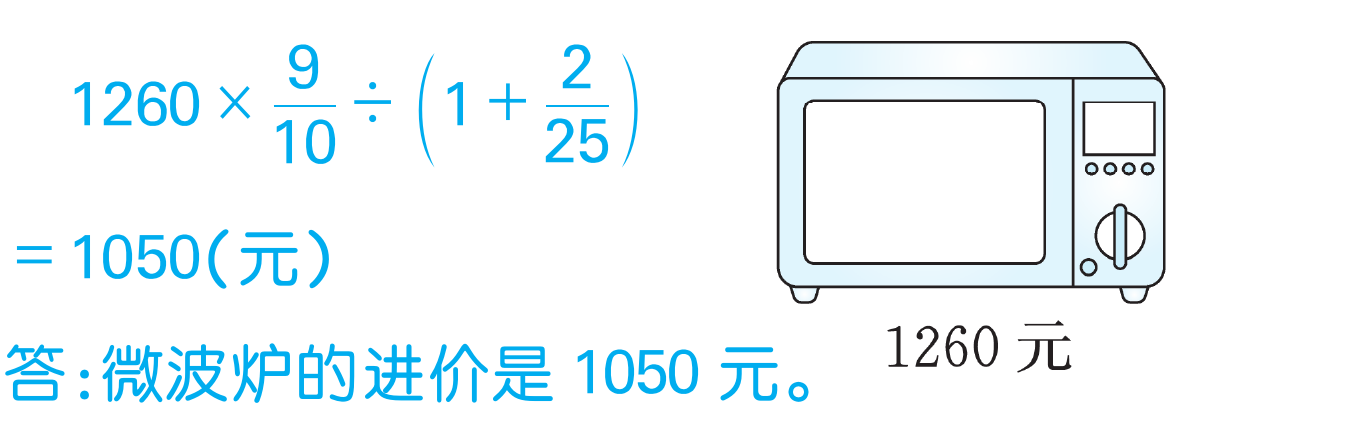 1260 × 9/10 ÷ (1 + 2/25)
= 1050(元)
答:微波炉的进价是 1050 元。
1260 元